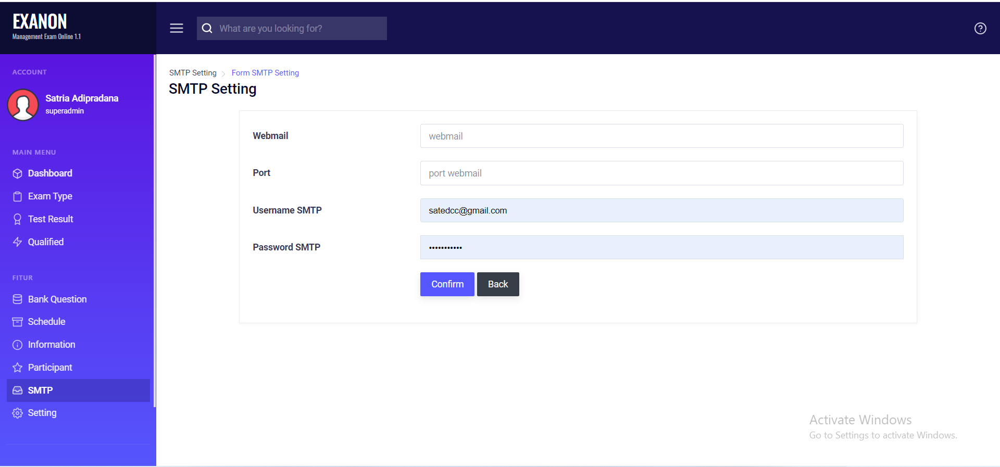 EXANON
Management Exam Online 1.1
What are you looking for?
ACCOUNT
Satria Adipradana
superadmin
MAIN MENU
Dashboard
Exam Type
Test Result
Qualified
FITUR
Bank Question
Schedule
Information
Participant
SMTP
Setting
SMTP Setting
Form SMTP Setting
SMTP Setting
Webmail
webmail
Port
port webmail
Username SMTP
satedcc@gmail.com
Password SMTP
•••••••••••
Confirm
Back
Activate Windows
Go to Settings to activate Windows.